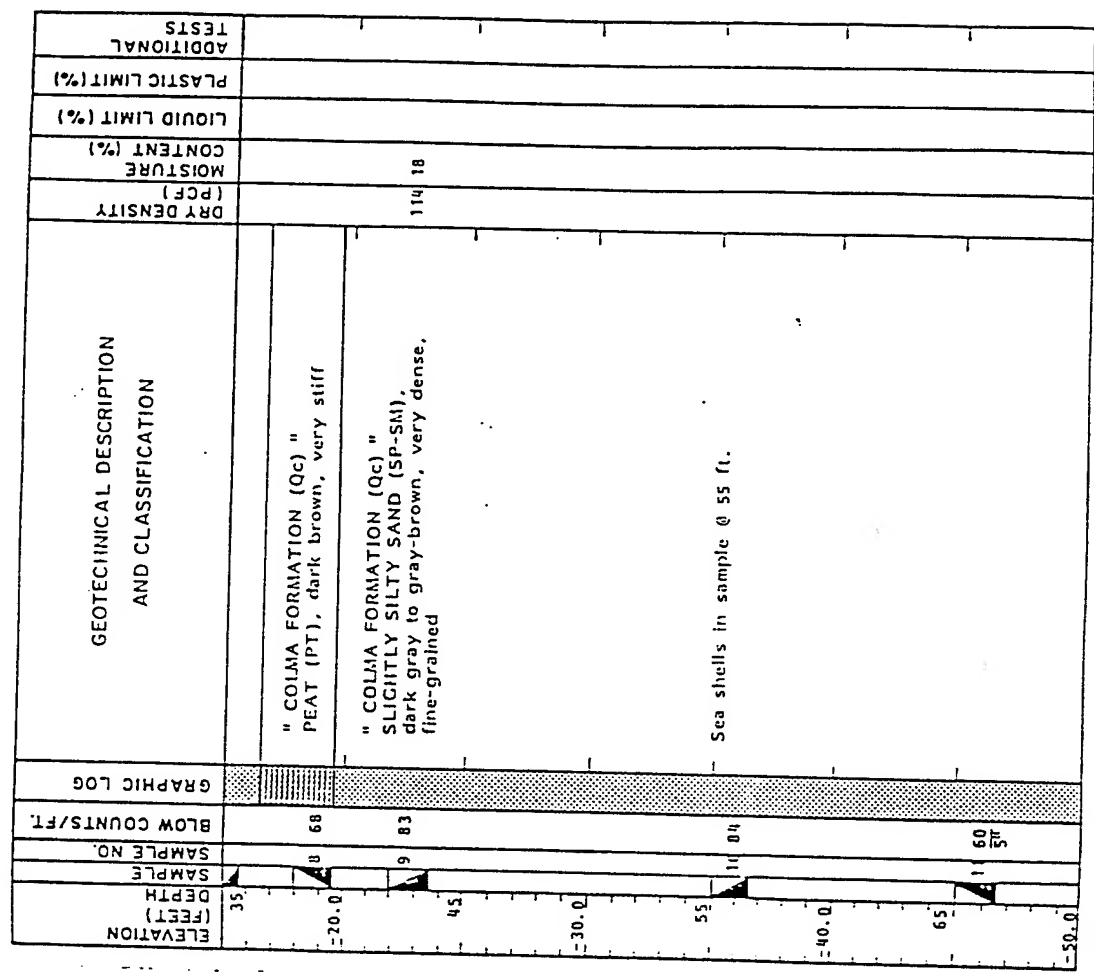 ELEVATION
(FEET)
DEPTH
SAMPLE
SAMPLE NO.
BLOW COUNTS/FT.
GRAPHIC LOG
GEOTECHNICAL DESCRIPTION
AND CLASSIFICATION
DRY DENSITY
(PCF)
MOISTURE
CONTENT (%)
LIQUID LIMIT (%)
PLASTIC LIMIT (%)
ADDITIONAL
TESTS
35
8 68
" COLMA FORMATION (Qc) "
PEAT (PT), dark brown, very stiff
-20.0
9 83
" COLMA FORMATION (Qc) "
SLIGHTLY SILTY SAND (SP-SM),
dark gray to gray-brown, very dense,
fine-grained
114 18
45
-30.0
55
10 84
Sea shells in sample @ 55 ft.
-40.0
65
11 60
5"
-50.0